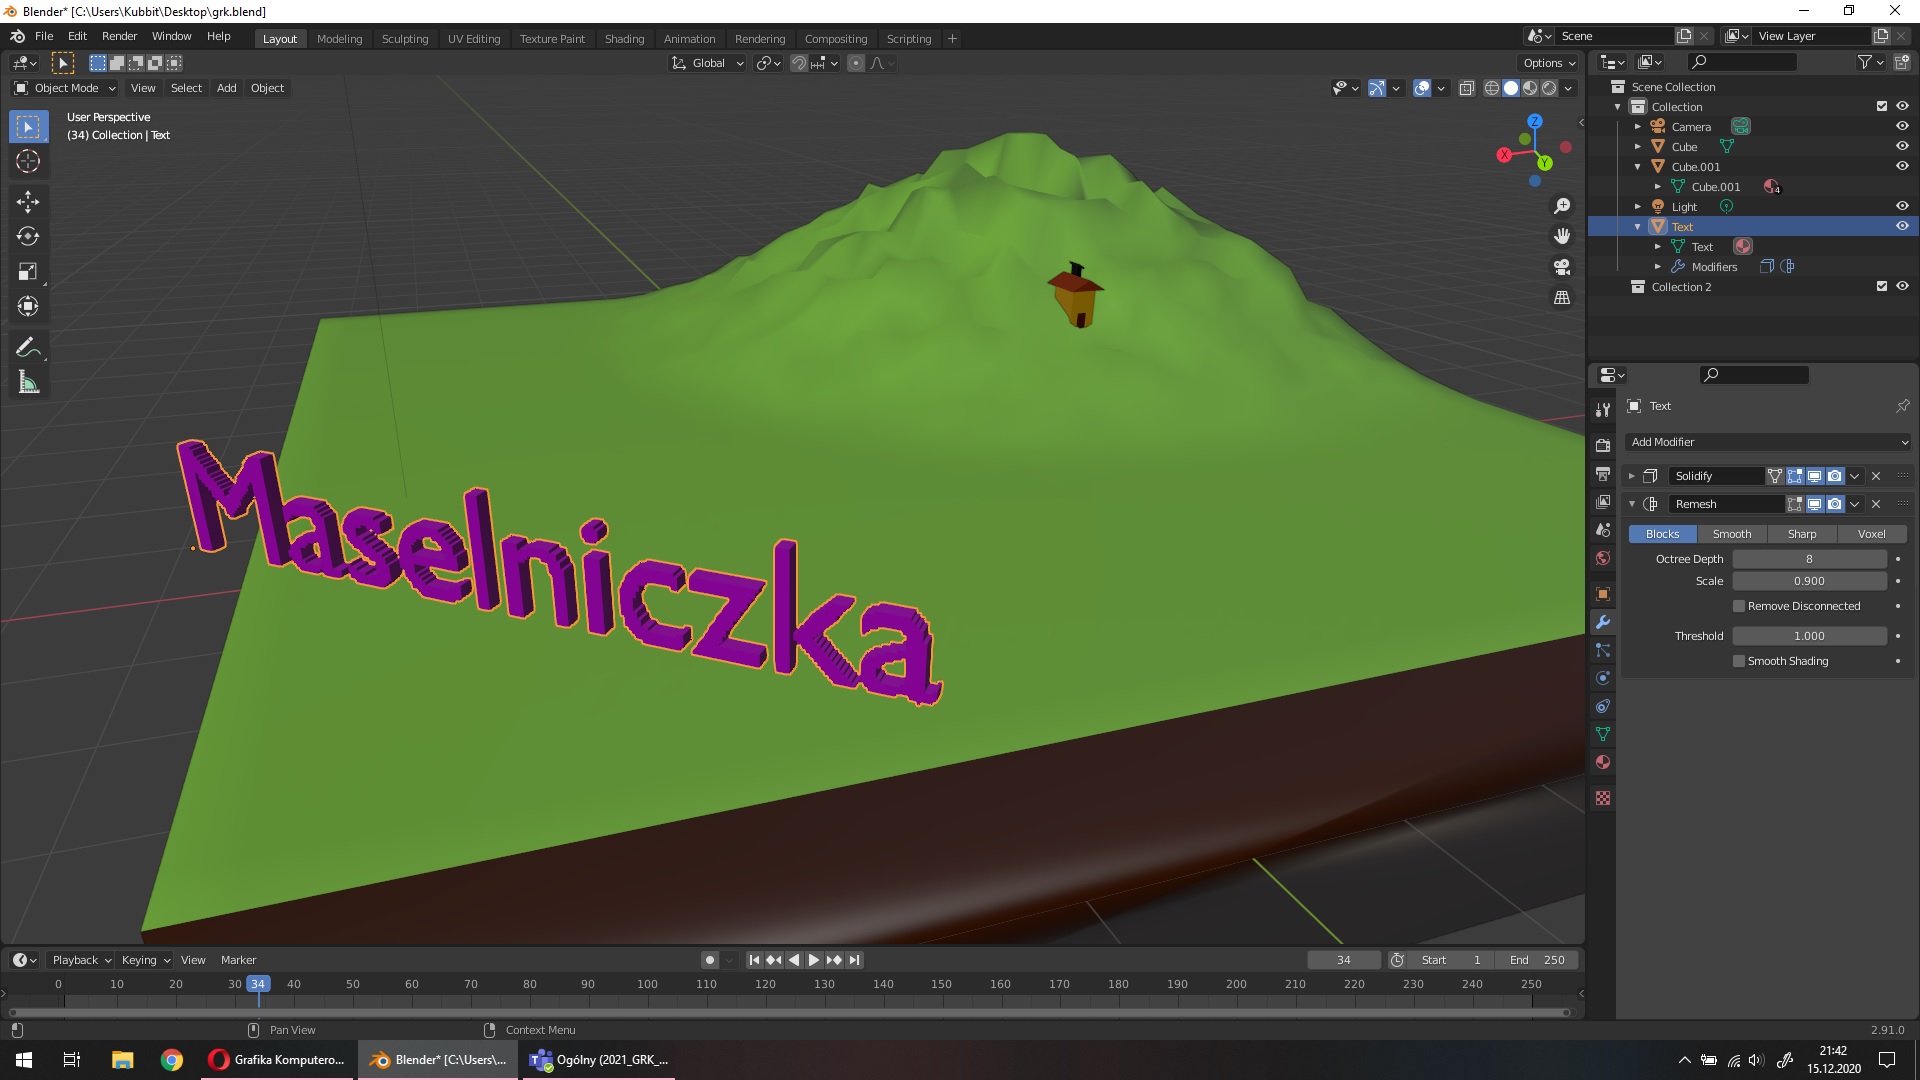 Blender* [C:\Users\Kubbit\Desktop\grk.blend]
File Edit Render Window Help Layout Modeling Sculpting UV Editing Texture Paint Shading Animation Rendering Compositing Scripting + Scene View Layer
Global Options
Object Mode View Select Add Object
User Perspective
(34) Collection | Text
Z
X
Y
Maselniczka
Scene Collection
Collection
Camera
Cube
Cube.001
Cube.001 4
Light
Text
Text
Modifiers
Collection 2
Text
Add Modifier
Solidify
Remesh
Blocks Smooth Sharp Voxel
Octree Depth 8
Scale 0.900
Remove Disconnected
Threshold 1.000
Smooth Shading
Playback Keying View Marker 34 Start 1 End 250
0 10 20 30 34 40 50 60 70 80 90 100 110 120 130 140 150 160 170 180 190 200 210 220 230 240 250
Pan View Context Menu 2.91.0
Grafika Komputero... Blender* [C:\Users\... Ogólny (2021_GRK_... 21:42
15.12.2020